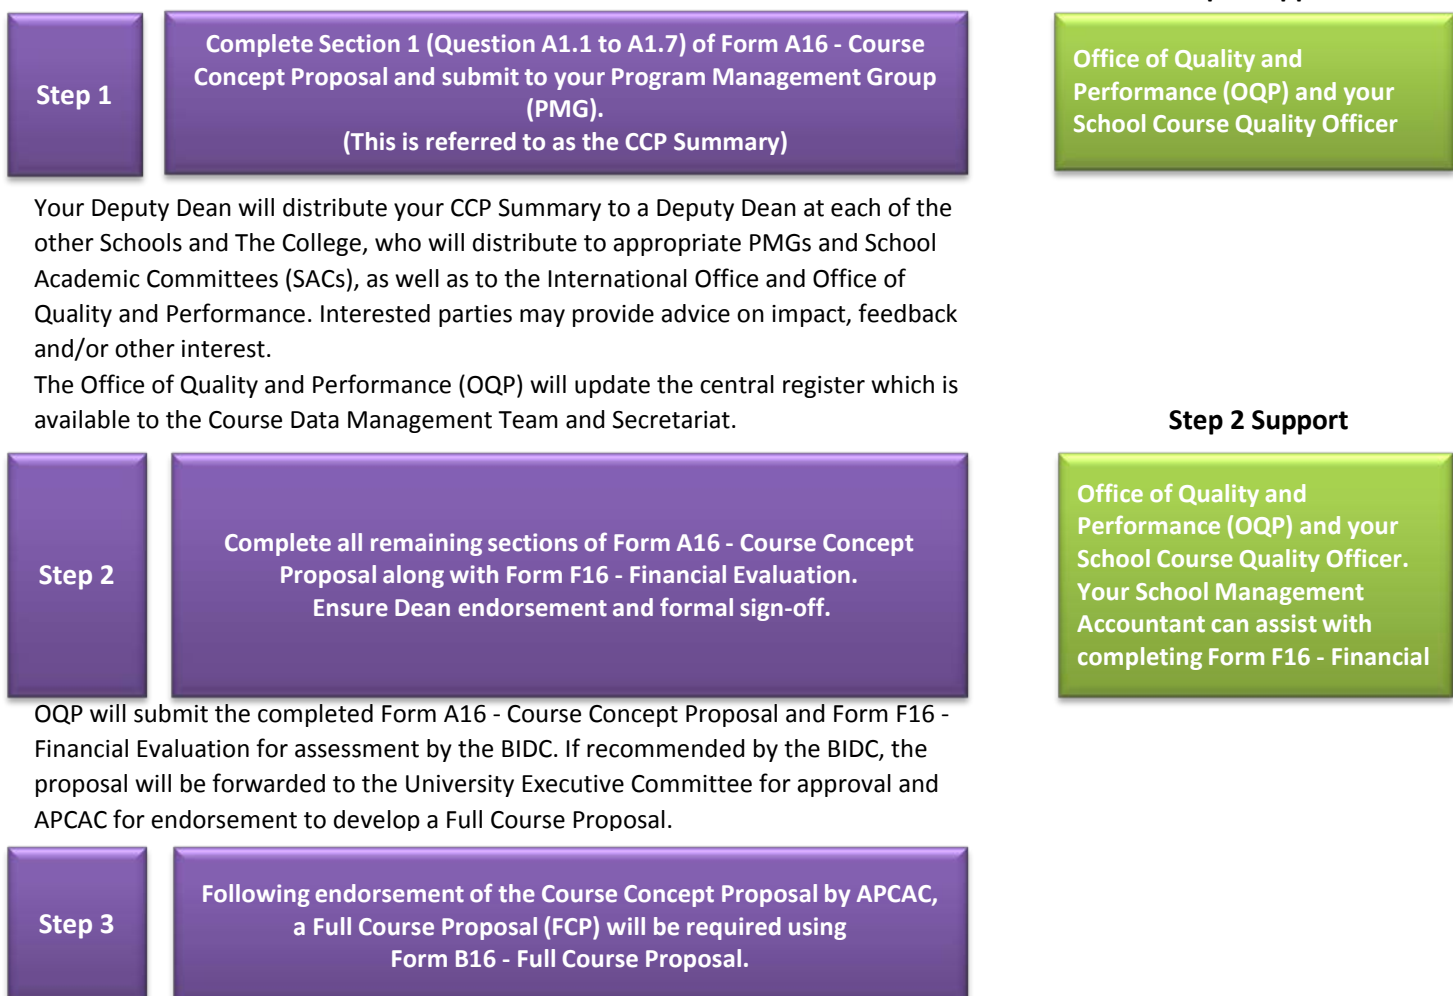 Step 1
Complete Section 1 (Question A1.1 to A1.7) of Form A16 - Course
Concept Proposal and submit to your Program Management Group
(PMG).
(This is referred to as the CCP Summary)
Office of Quality and
Performance (OQP) and your
School Course Quality Officer
Your Deputy Dean will distribute your CCP Summary to a Deputy Dean at each of the
other Schools and The College, who will distribute to appropriate PMGs and School
Academic Committees (SACs), as well as to the International Office and Office of
Quality and Performance. Interested parties may provide advice on impact, feedback
and/or other interest.
The Office of Quality and Performance (OQP) will update the central register which is
available to the Course Data Management Team and Secretariat.
Step 2 Support
Step 2
Complete all remaining sections of Form A16 - Course Concept
Proposal along with Form F16 - Financial Evaluation.
Ensure Dean endorsement and formal sign-off.
Office of Quality and
Performance (OQP) and your
School Course Quality Officer.
Your School Management
Accountant can assist with
completing Form F16 - Financial
OQP will submit the completed Form A16 - Course Concept Proposal and Form F16 -
Financial Evaluation for assessment by the BIDC. If recommended by the BIDC, the
proposal will be forwarded to the University Executive Committee for approval and
APCAC for endorsement to develop a Full Course Proposal.
Step 3
Following endorsement of the Course Concept Proposal by APCAC,
a Full Course Proposal (FCP) will be required using
Form B16 - Full Course Proposal.